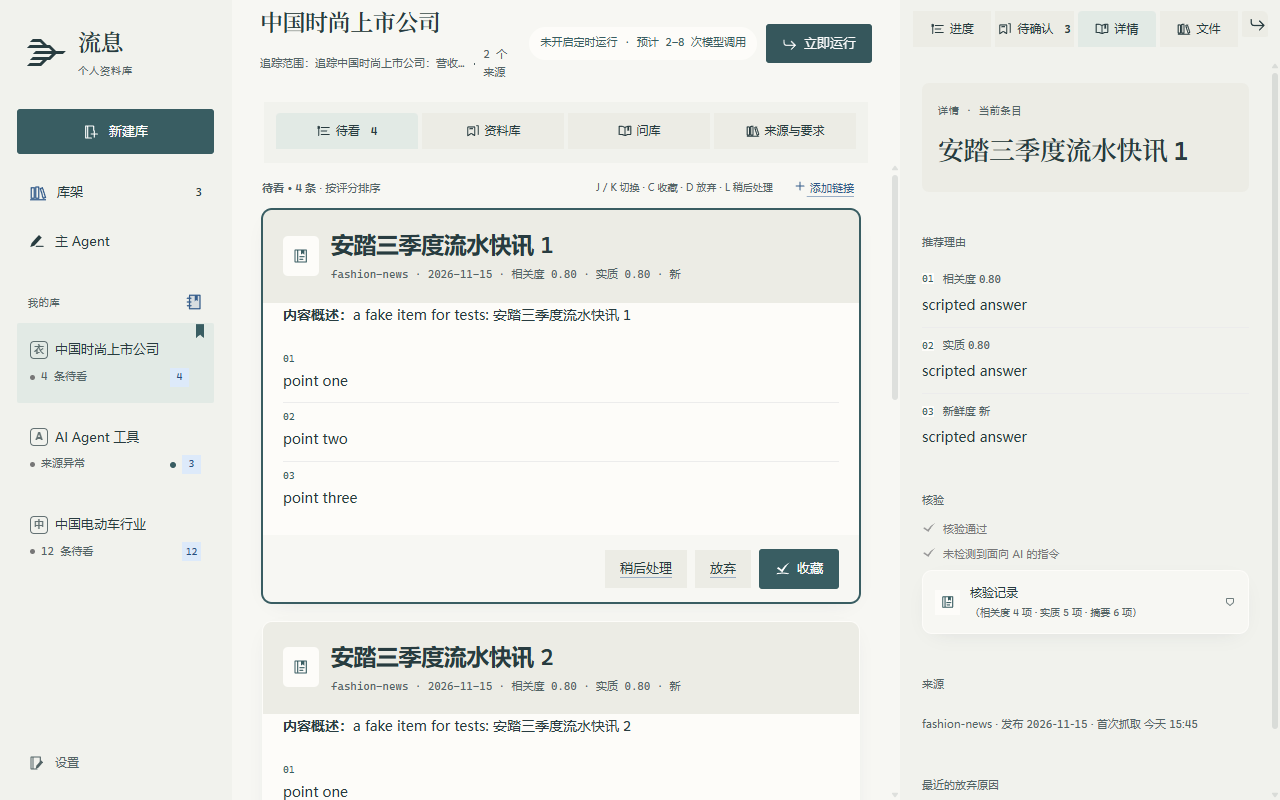 流息
个人资料库
新建库
库架 3
主 Agent
我的库
衣 中国时尚上市公司
4 条待看 4
A AI Agent 工具
来源异常 3
中 中国电动车行业
12 条待看 12
设置
中国时尚上市公司
追踪范围：追踪中国时尚上市公司：营收… · 2 个来源
未开启定时运行 · 预计 2–8 次模型调用
立即运行
待看 4
资料库
问库
来源与要求
待看 • 4 条 · 按评分排序
J / K 切换 · C 收藏 · D 放弃 · L 稍后处理
添加链接
安踏三季度流水快讯 1
fashion-news · 2026-11-15 · 相关度 0.80 · 实质 0.80 · 新
内容概述：a fake item for tests: 安踏三季度流水快讯 1
01
point one
02
point two
03
point three
稍后处理
放弃
收藏
安踏三季度流水快讯 2
fashion-news · 2026-11-15 · 相关度 0.80 · 实质 0.80 · 新
内容概述：a fake item for tests: 安踏三季度流水快讯 2
01
point one
进度
待确认 3
详情
文件
详情 · 当前条目
安踏三季度流水快讯 1
推荐理由
01 相关度 0.80
scripted answer
02 实质 0.80
scripted answer
03 新鲜度 新
scripted answer
核验
核验通过
未检测到面向 AI 的指令
核验记录
（相关度 4 项 · 实质 5 项 · 摘要 6 项）
来源
fashion-news · 发布 2026-11-15 · 首次抓取 今天 15:45
最近的放弃原因